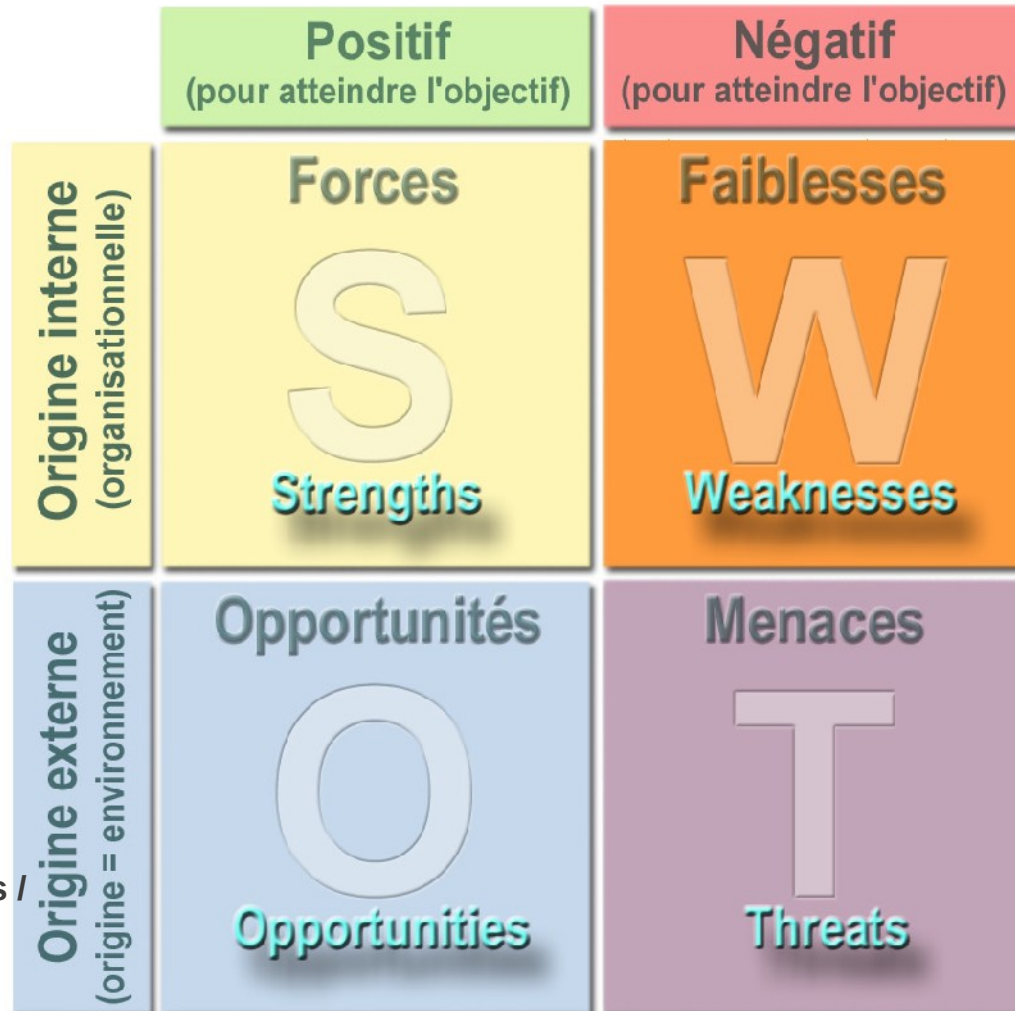 Positif
(pour atteindre l'objectif)
Négatif
(pour atteindre l'objectif)
Origine interne
(organisationnelle)
Forces
S
Strengths
Faiblesses
W
Weaknesses
s /
Origine externe
(origine = environnement)
Opportunités
O
Opportunities
Menaces
T
Threats